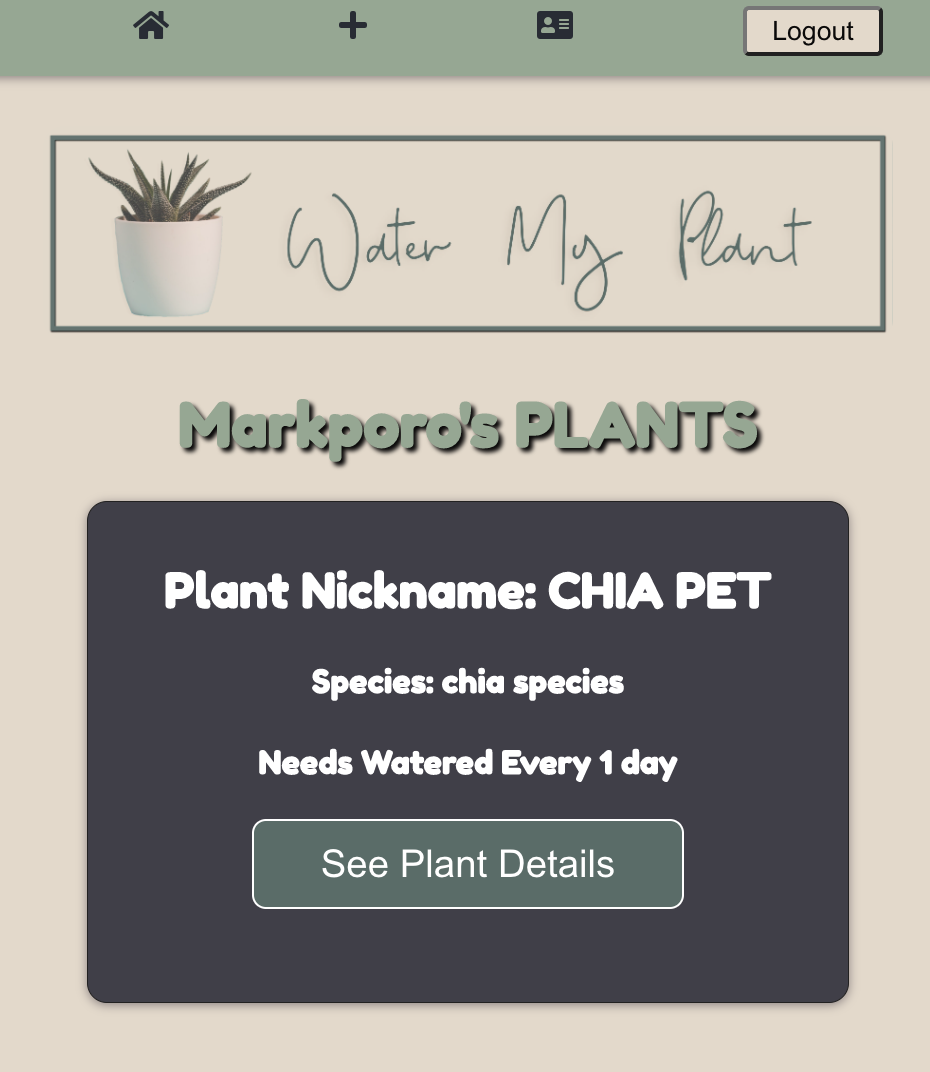 Logout
Water My Plant
Markporo's PLANTS
Plant Nickname: CHIA PET
Species: chia species
Needs Watered Every 1 day
See Plant Details